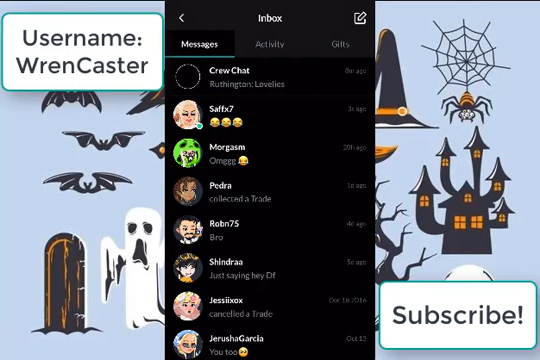 Username:
WrenCaster
Inbox
Messages Activity Gifts
Crew Chat 8m ago
Ruthington: Lovelies
Saffx7 3s ago
😂😂😂
Morgasm 20h ago
Omggg 😂
Pedra 1d ago
collected a Trade
Robn75 4d ago
Bro
Shindraa 5d ago
Just saying hey Df
Jessiixox Oct 18 2016
cancelled a Trade
JerushaGarcia Oct 13
You too🥺
Subscribe!